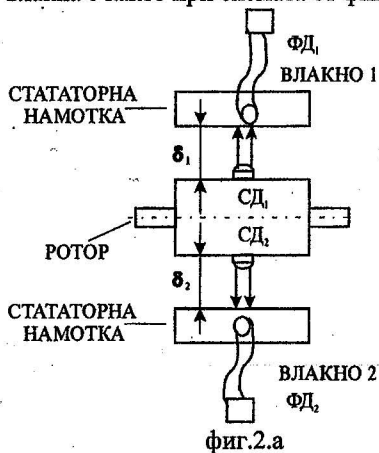 ФД₁
ВЛАКНО 1
СТАТАТОРНА
НАМОТКА
δ₁
СД₁
СД₂
РОТОР
δ₂
СТАТАТОРНА
НАМОТКА
ВЛАКНО 2
ФД₂
фиг.2.а